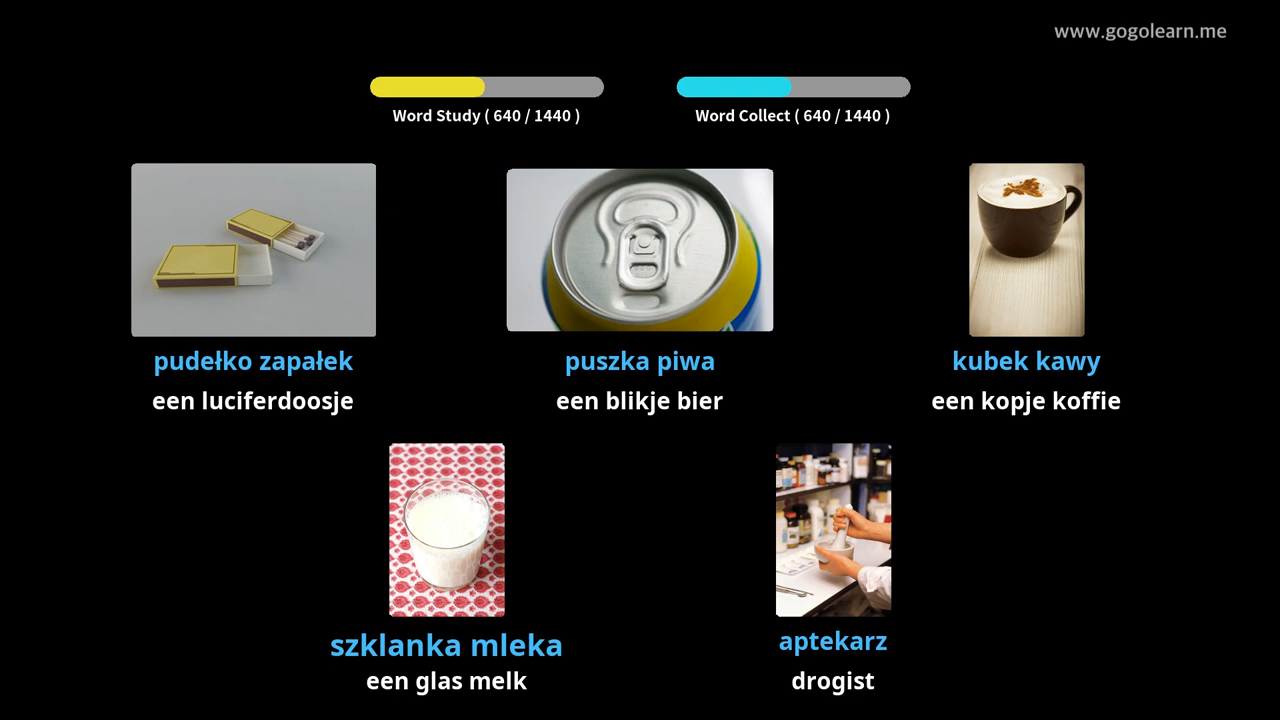 www.gogolearn.me
Word Study ( 640 / 1440 )
Word Collect ( 640 / 1440 )
pudełko zapałek
puszka piwa
kubek kawy
een luciferdoosje
een blikje bier
een kopje koffie
szklanka mleka
aptekarz
een glas melk
drogist